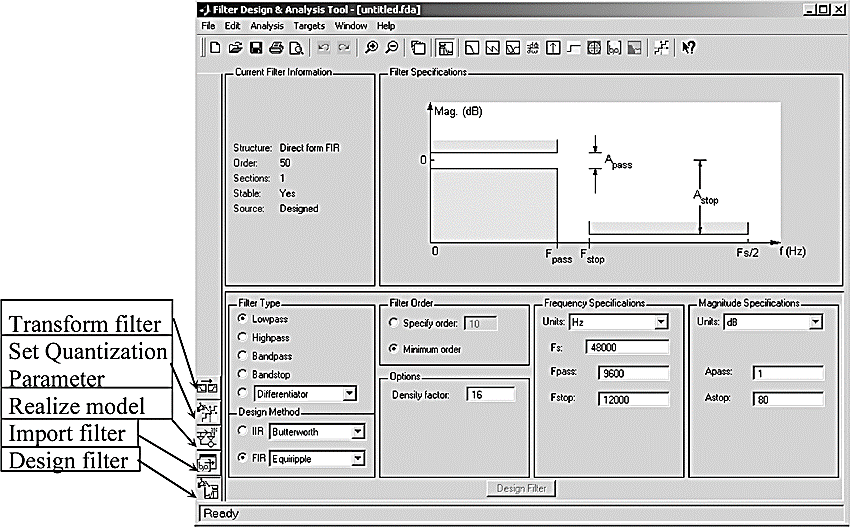 Filter Design & Analysis Tool - [untitled.fda]
File Edit Analysis Targets Window Help
Current Filter Information
Structure: Direct form FIR
Order: 50
Sections: 1
Stable: Yes
Source: Designed
Filter Specifications
Mag. (dB)
0
Apass
Astop
0
Fpass
Fstop
Fs/2
f (Hz)
Transform filter
Set Quantization
Parameter
Realize model
Import filter
Design filter
Filter Type
Lowpass
Highpass
Bandpass
Bandstop
Differentiator
Design Method
IIR Butterworth
FIR Equiripple
Filter Order
Specify order: 10
Minimum order
Options
Density factor: 16
Frequency Specifications
Units: Hz
Fs: 48000
Fpass: 9600
Fstop: 12000
Magnitude Specifications
Units: dB
Apass: 1
Astop: 80
Design Filter
Ready